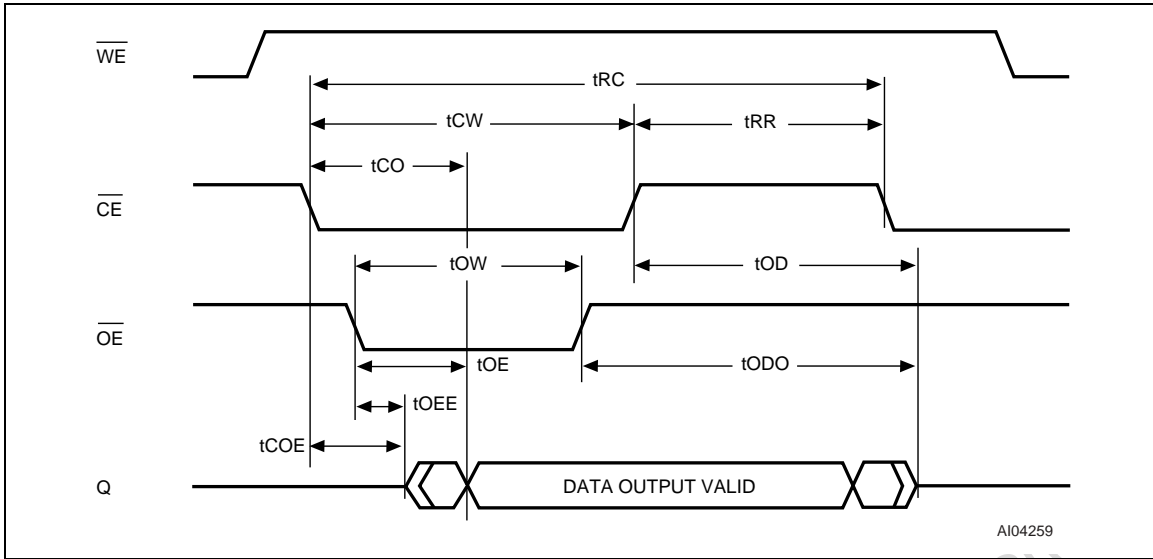 WE
tRC
tCW
tRR
tCO
CE
tOW
tOD
OE
tOE
tODO
tOEE
tCOE
Q
DATA OUTPUT VALID
AI04259